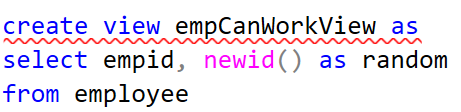 create view empCanWorkView as
select empid, newid() as random
from employee